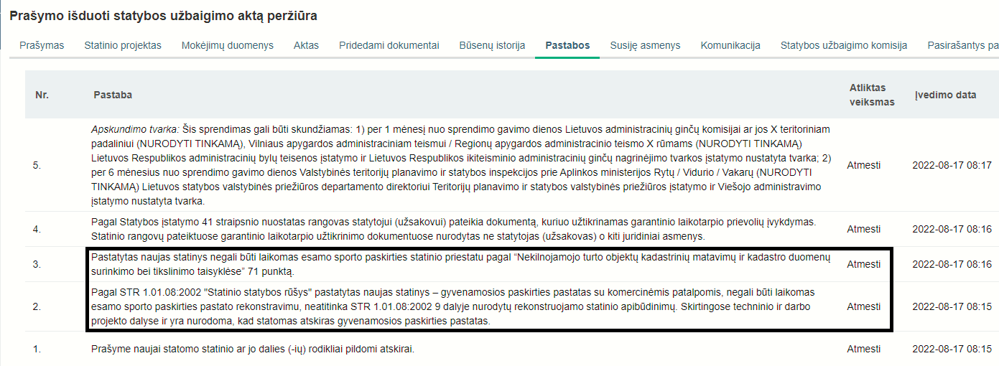 Prašymo išduoti statybos užbaigimo aktą peržiūra
Prašymas Statinio projektas Mokėjimų duomenys Aktas Pridedami dokumentai Būsenų istorija Pastabos Susiję asmenys Komunikacija Statybos užbaigimo komisija Pasirašantys pa
Nr. Pastaba Atliktas veiksmas Įvedimo data
5. Apskundimo tvarka: Šis sprendimas gali būti skundžiamas: 1) per 1 mėnesį nuo sprendimo gavimo dienos Lietuvos administracinių ginčų komisijai ar jos X teritoriniam
padaliniui (NURODYTI TINKAMĄ), Vilniaus apygardos administraciniam teismui / Regionų apygardos administracinio teismo X rūmams (NURODYTI TINKAMĄ)
Lietuvos Respublikos administracinių bylų teisenos įstatymo ir Lietuvos Respublikos ikiteisminio administracinių ginčų nagrinėjimo tvarkos įstatymo nustatyta tvarka; 2)
per 6 mėnesius nuo sprendimo gavimo dienos Valstybinės teritorijų planavimo ir statybos inspekcijos prie Aplinkos ministerijos Rytų / Vidurio / Vakarų (NURODYTI
TINKAMĄ) Lietuvos statybos valstybinės priežiūros departamento direktoriui Teritorijų planavimo ir statybos valstybinės priežiūros įstatymo ir Viešojo administravimo
įstatymo nustatyta tvarka.
Atmesti 2022-08-17 08:17
4. Pagal Statybos įstatymo 41 straipsnio nuostatas rangovas statytojui (užsakovui) pateikia dokumentą, kuriuo užtikrinamas garantinio laikotarpio prievolių įvykdymas.
Statinio rangovų pateiktuose garantinio laikotarpio užtikrinimo dokumentuose nurodytas ne statytojas (užsakovas) o kiti juridiniai asmenys.
Atmesti 2022-08-17 08:16
3. Pastatytas naujas statinys negali būti laikomas esamo sporto paskirties statinio priestatu pagal “Nekilnojamojo turto objektų kadastrinių matavimų ir kadastro duomenų
surinkimo bei tikslinimo taisyklėse” 71 punktą.
Atmesti 2022-08-17 08:16
2. Pagal STR 1.01.08:2002 "Statinio statybos rūšys" pastatytas naujas statinys – gyvenamosios paskirties pastatas su komercinėmis patalpomis, negali būti laikomas
esamo sporto paskirties pastato rekonstravimu, neatitinka STR 1.01.08:2002 9 dalyje nurodytų rekonstruojamo statinio apibūdinimų. Skirtingose techninio ir darbo
projekto dalyse ir yra nurodoma, kad statomas atskiras gyvenamosios paskirties pastatas.
Atmesti 2022-08-17 08:15
1. Prašyme naujai statomo statinio ar jo dalies (-ių) rodikliai pildomi atskirai. Atmesti 2022-08-17 08:15